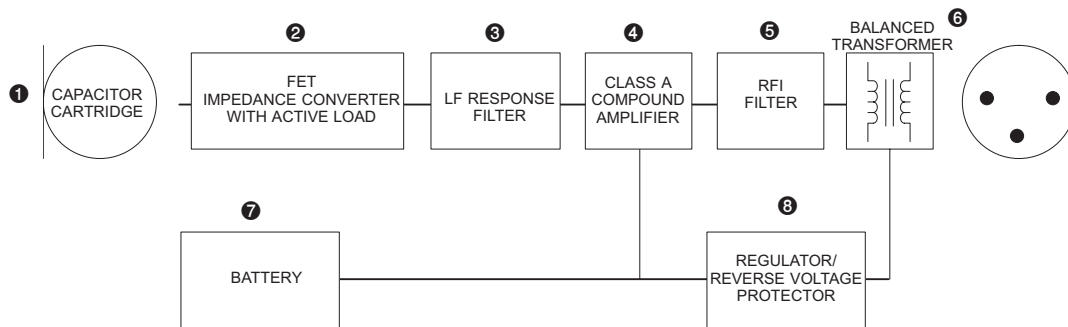 ❶
CAPACITOR
CARTRIDGE
❷
FET
IMPEDANCE CONVERTER
WITH ACTIVE LOAD
❸
LF RESPONSE
FILTER
❹
CLASS A
COMPOUND
AMPLIFIER
❺
RFI
FILTER
❻
BALANCED
TRANSFORMER
❼
BATTERY
❽
REGULATOR/
REVERSE VOLTAGE
PROTECTOR